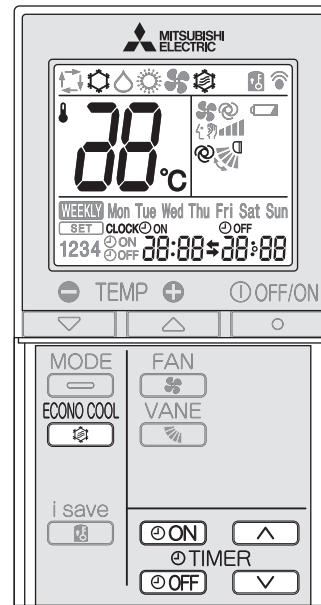 MITSUBISHI
ELECTRIC
88°C
WEEKLY Mon Tue Wed Thu Fri Sat Sun
SET CLOCK ON OFF
1234 ON OFF 88:88 88:88
TEMP OFF/ON
MODE FAN
ECONO COOL VANE
i save
ON
TIMER
OFF